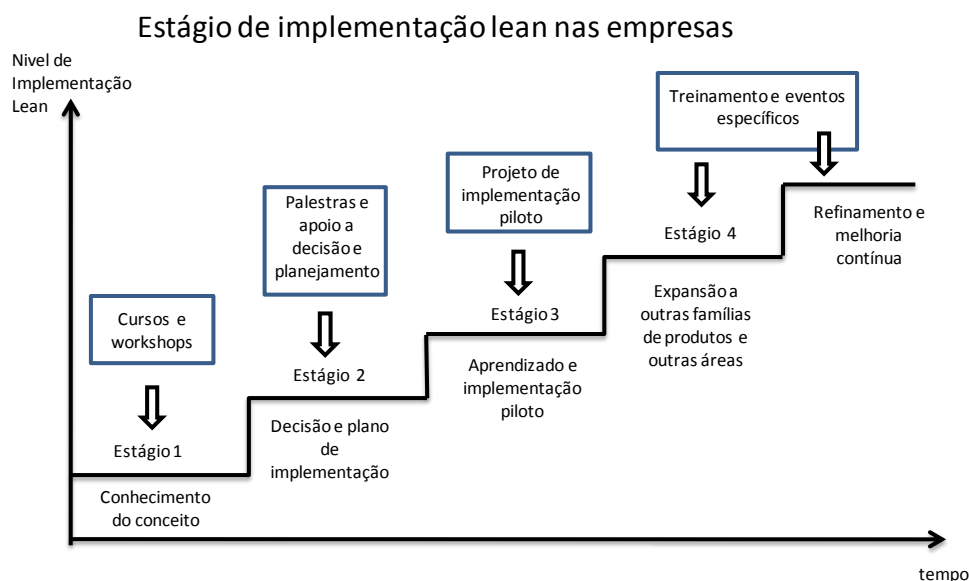 Estágio de implementação lean nas empresas
Nivel de
Implementação
Lean
Cursos e
workshops
Estágio 1
Conhecimento
do conceito
Palestras e
apoio a
decisão e
planejamento
Estágio 2
Decisão e plano
de
implementação
Projeto de
implementação
piloto
Estágio 3
Aprendizado e
implementação
piloto
Treinamento e eventos
específicos
Estágio 4
Expansão a
outras famílias
de produtos e
outras áreas
Refinamento e
melhoria
contínua
tempo